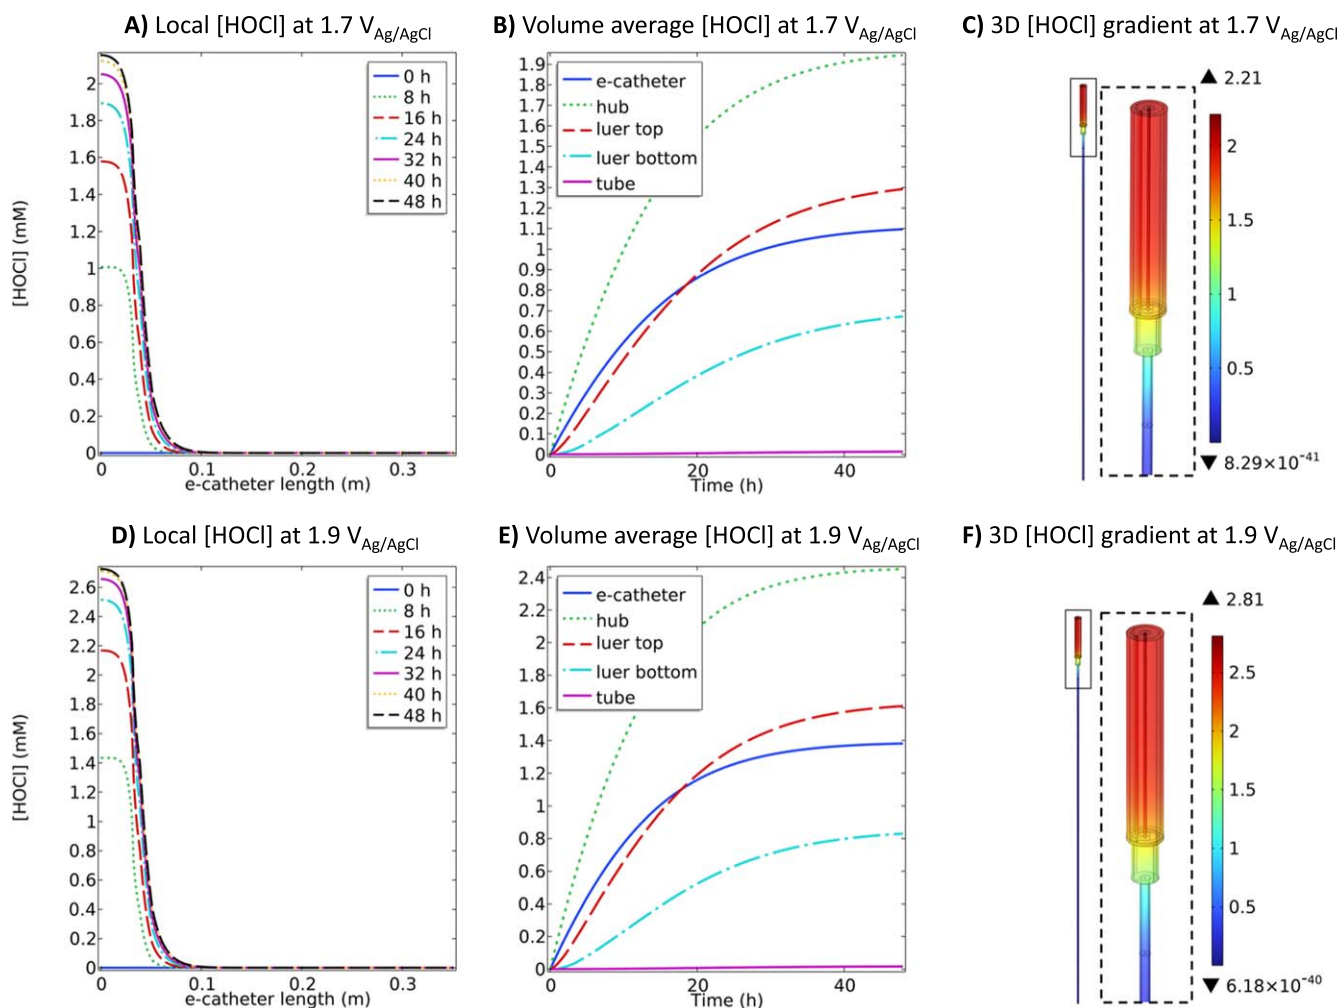 A) Local [HOCl] at 1.7 VAg/AgCl
B) Volume average [HOCl] at 1.7 VAg/AgCl
C) 3D [HOCl] gradient at 1.7 VAg/AgCl
[HOCl] (mM)
2
1.8
1.6
1.4
1.2
1
0.8
0.6
0.4
0.2
0
0 h
8 h
16 h
24 h
32 h
40 h
48 h
0
0.1
0.2
0.3
e-catheter length (m)
1.9
1.8
1.7
1.6
1.5
1.4
1.3
1.2
1.1
1
0.9
0.8
0.7
0.6
0.5
0.4
0.3
0.2
0.1
0
e-catheter
hub
luer top
luer bottom
tube
0
20
40
Time (h)
▲ 2.21
2
1.5
1
0.5
▼ 8.29×10⁻⁴¹
D) Local [HOCl] at 1.9 VAg/AgCl
E) Volume average [HOCl] at 1.9 VAg/AgCl
F) 3D [HOCl] gradient at 1.9 VAg/AgCl
[HOCl] (mM)
2.6
2.4
2.2
2
1.8
1.6
1.4
1.2
1
0.8
0.6
0.4
0.2
0
0 h
8 h
16 h
24 h
32 h
40 h
48 h
0
0.1
0.2
0.3
e-catheter length (m)
2.4
2.2
2
1.8
1.6
1.4
1.2
1
0.8
0.6
0.4
0.2
0
e-catheter
hub
luer top
luer bottom
tube
0
20
40
Time (h)
▲ 2.81
2.5
2
1.5
1
0.5
▼ 6.18×10⁻⁴⁰